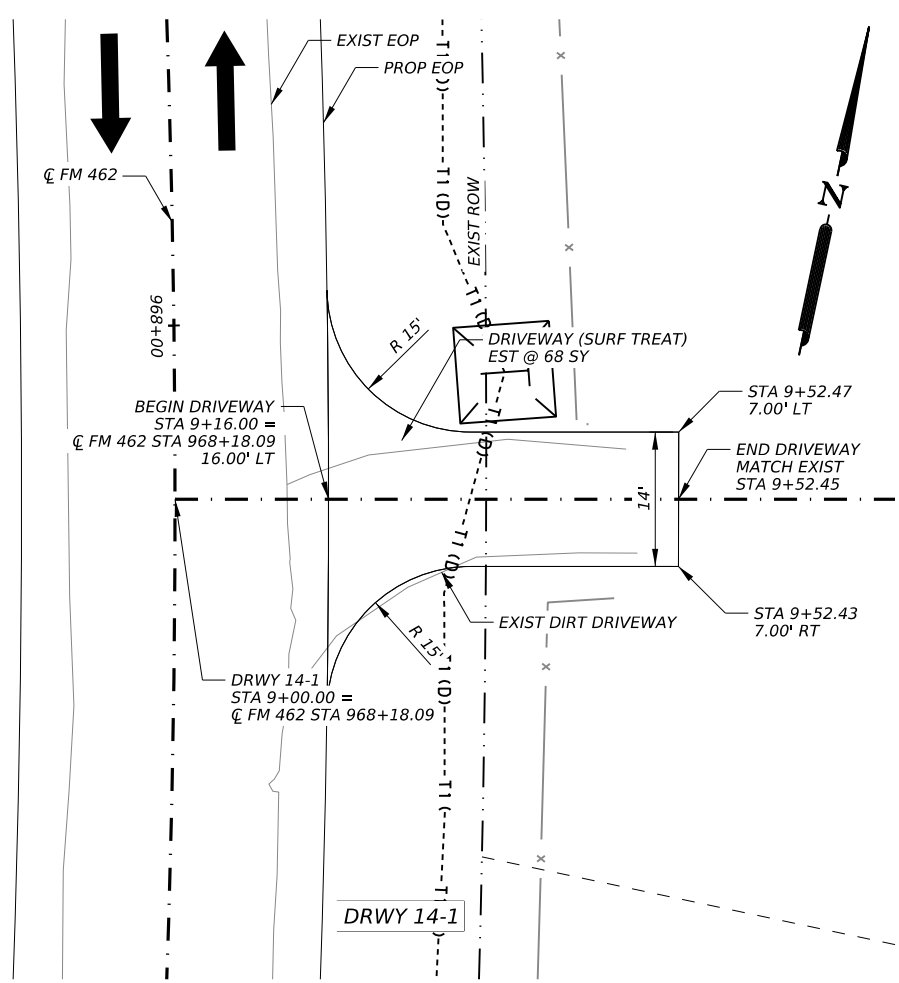 EXIST EOP
PROP EOP
T1 (D)
℄ FM 462
T1 (D)
EXIST ROW
N
T1 (D
968+00
R 15'
DRIVEWAY (SURF TREAT)
EST @ 68 SY
STA 9+52.47
7.00' LT
BEGIN DRIVEWAY
STA 9+16.00 =
℄ FM 462 STA 968+18.09
16.00' LT
T1 (D)
END DRIVEWAY
MATCH EXIST
STA 9+52.45
14'
T1 (D)
EXIST DIRT DRIVEWAY
STA 9+52.43
7.00' RT
R 15'
T1 (D)
DRWY 14-1
STA 9+00.00 =
℄ FM 462 STA 968+18.09
T1 (
DRWY 14-1